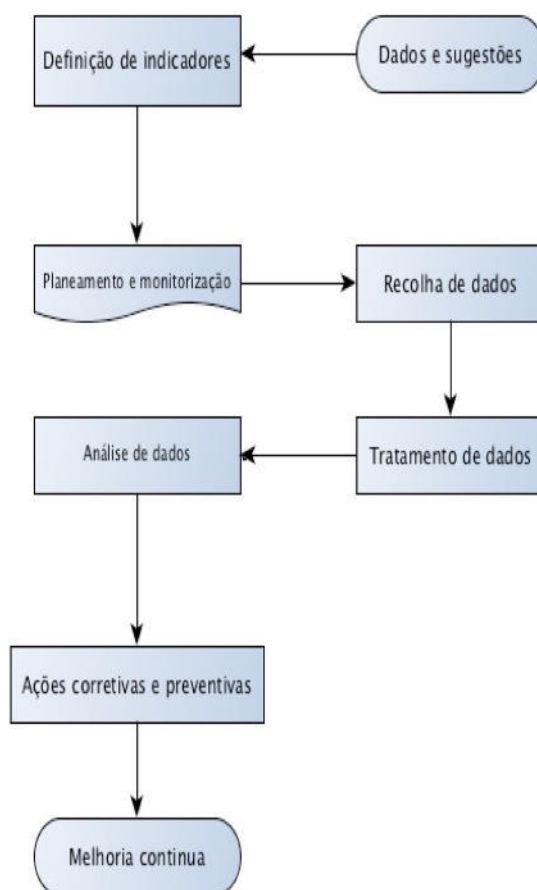 Definição de indicadores
Dados e sugestões
Planeamento e monitorização
Recolha de dados
Análise de dados
Tratamento de dados
Ações corretivas e preventivas
Melhoria continua